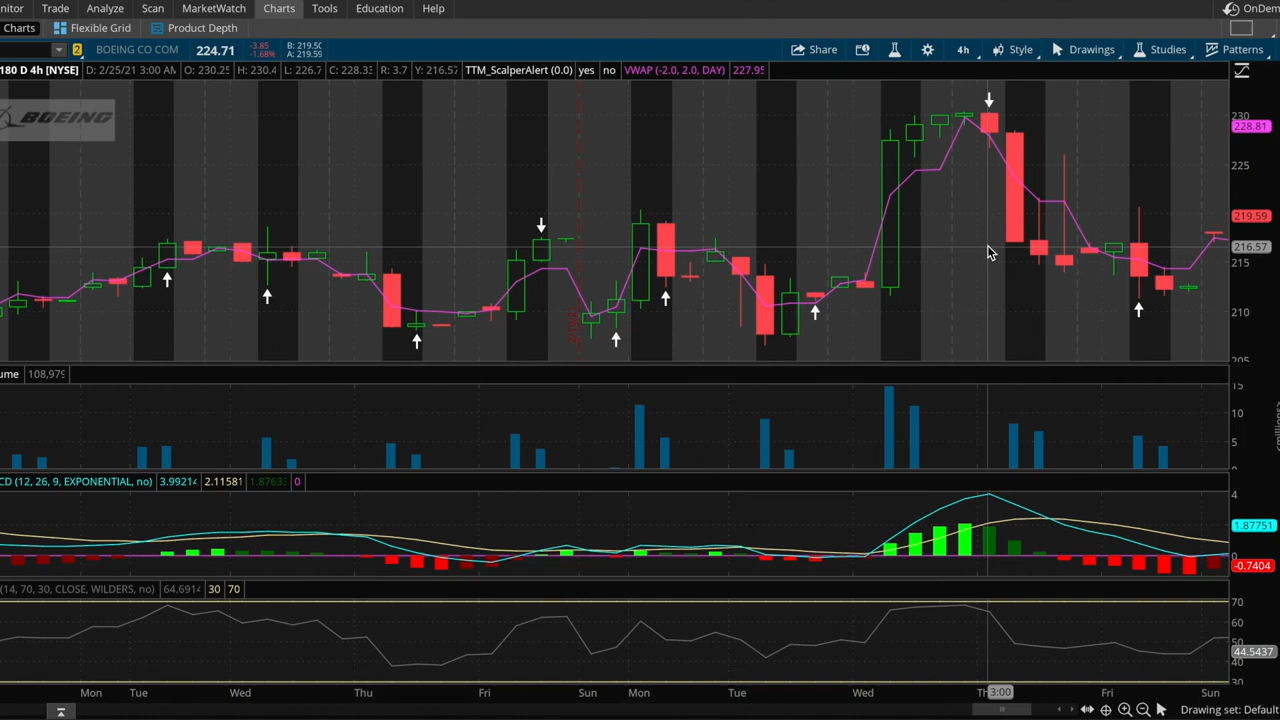 nitor Trade Analyze Scan MarketWatch Charts Tools Education Help OnDem
Charts Flexible Grid Product Depth
2 BOEING CO COM 224.71 -3.85 -1.68% B: 219.50 A: 219.59 Share 4h Style Drawings Studies Patterns
180 D 4h [NYSE] D: 2/25/21 3:00 AM O: 230.25 H: 230.4 L: 226.7 C: 228.33 R: 3.7 Y: 216.57 TTM_ScalperAlert (0.0) yes no VWAP (-2.0, 2.0, DAY) 227.95
BOEING
230
228.81
225
219.59
216.57
215
210
205
ume 108,979
15
10
5
0
CD (12, 26, 9, EXPONENTIAL, no) 3.99214 2.11581 1.87633 0
4
1.87751
0
-0.7404
(14, 70, 30, CLOSE, WILDERS, no) 64.6914 30 70
70
60
50
44.5437
40
30
Mon Tue Wed Thu Fri Sun Mon Tue Wed Th 3:00 Fri Sun
Drawing set: Default